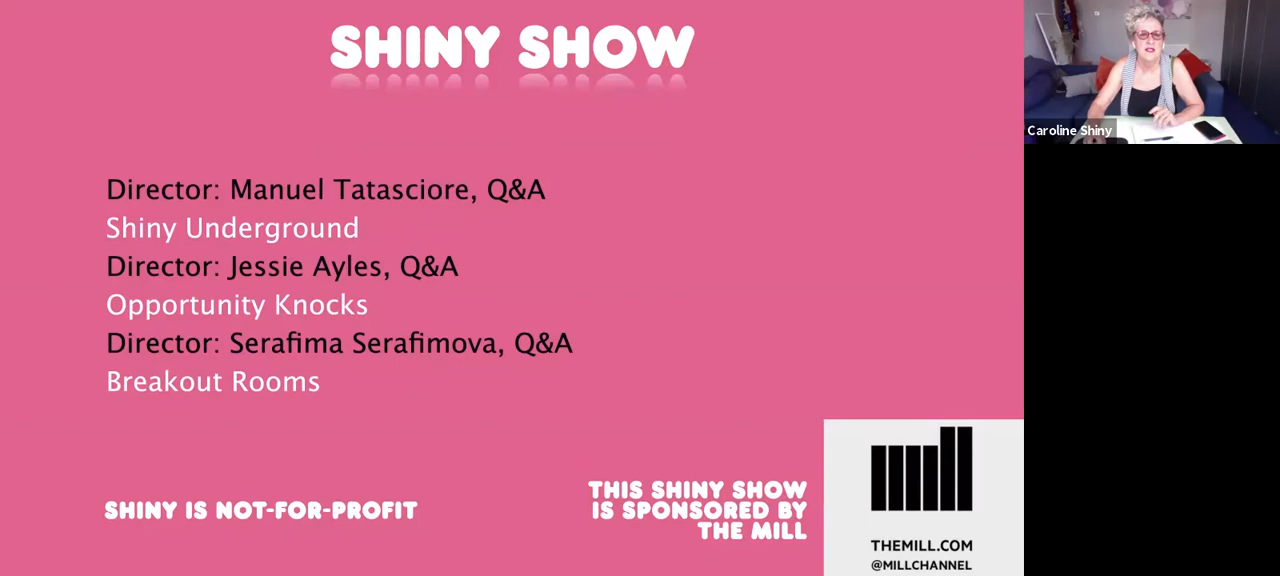 SHINY SHOW
Caroline Shiny
Director: Manuel Tatasciore, Q&A
Shiny Underground
Director: Jessie Ayles, Q&A
Opportunity Knocks
Director: Serafima Serafimova, Q&A
Breakout Rooms
SHINY IS NOT-FOR-PROFIT
THIS SHINY SHOW
IS SPONSORED BY
THE MILL
THEMILL.COM
@MILLCHANNEL